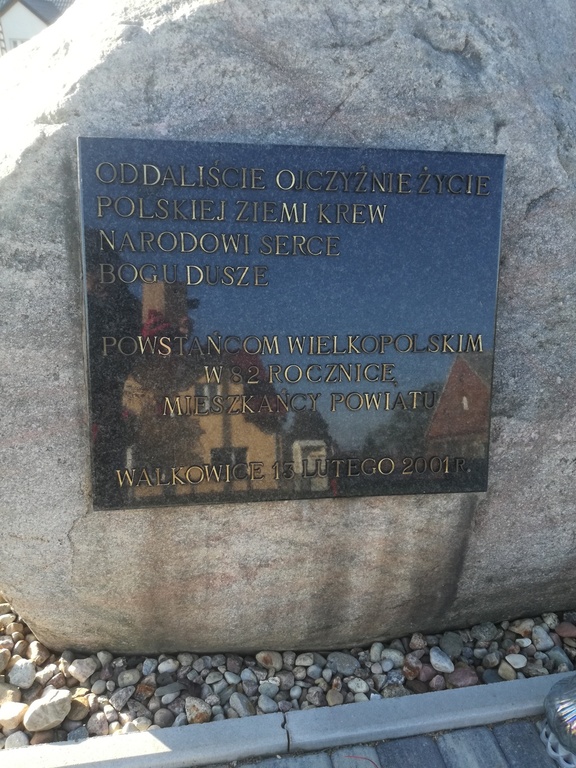 ODDALIŚCIE OJCZYŹNIE ŻYCIE
POLSKIEJ ZIEMI KREW
NARODOWI SERCE
BOGU DUSZE
POWSTAŃCOM WIELKOPOLSKIM
W 82 ROCZNICĘ
MIESZKAŃCY POWIATU
WALKOWICE 13 LUTEGO 2001 R.